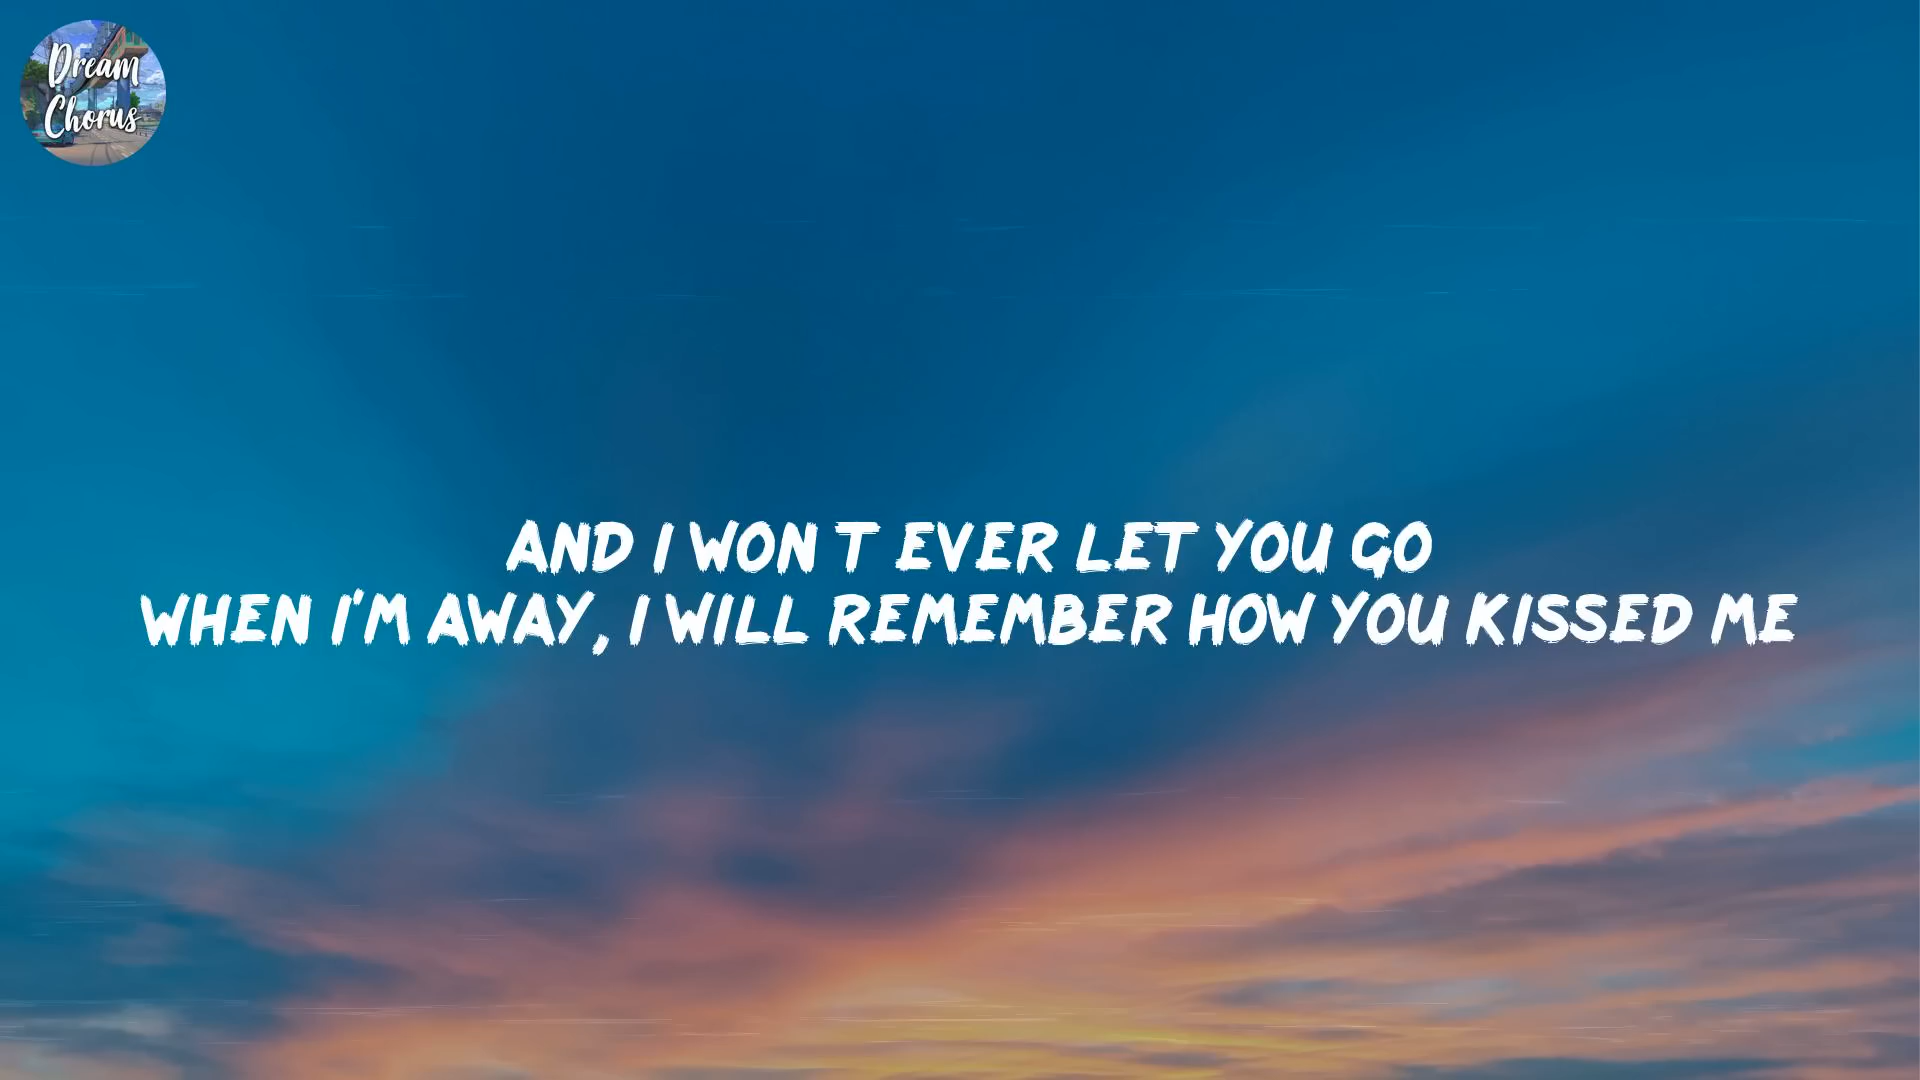 Dream
Chorus
AND I WON T EVER LET YOU GO
WHEN I'M AWAY, I WILL REMEMBER HOW YOU KISSED ME